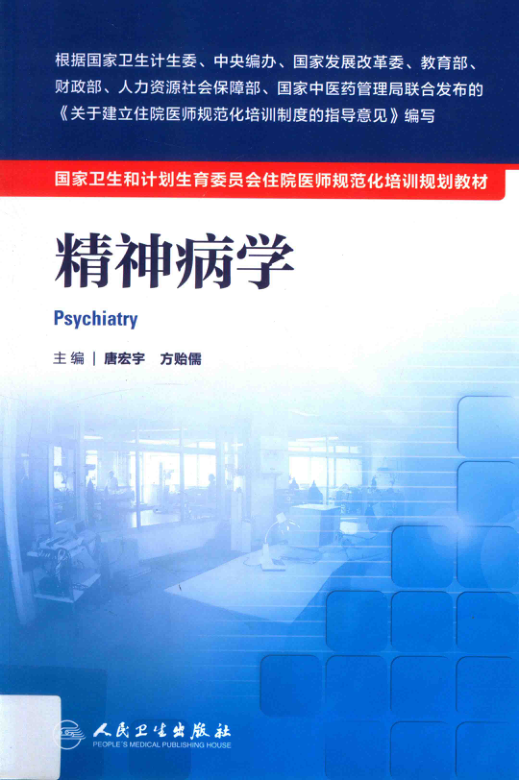 根据国家卫生计生委、中央编办、国家发展改革委、教育部、
财政部、人力资源社会保障部、国家中医药管理局联合发布的
《关于建立住院医师规范化培训制度的指导意见》编写
国家卫生和计划生育委员会住院医师规范化培训规划教材
精神病学
Psychiatry
主编 | 唐宏宇 方贻儒
人民卫生出版社
PEOPLE'S MEDICAL PUBLISHING HOUSE